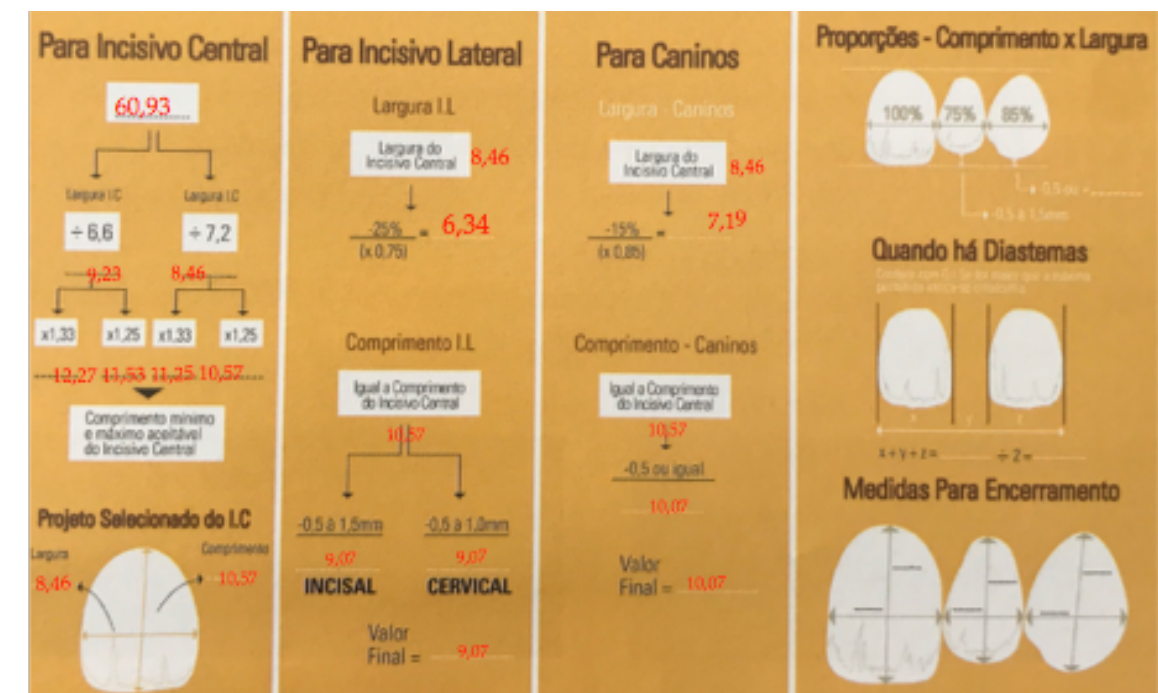 Para Incisivo Central
60,93
Largura I.C Largura I.C
÷ 6,6 ÷ 7,2
9,23 8,46
x1,33 x1,25 x1,33 x1,25
12,27 11,53 11,25 10,57
Comprimento mínimo
e máximo aceitável
do Incisivo Central
Projeto Selecionado do I.C
Largura Comprimento
8,46 10,57
Para Incisivo Lateral
Largura I.L
Largura do
Incisivo Central 8,46
-25% = 6,34
(x 0,75)
Comprimento I.L
Igual a Comprimento
do Incisivo Central
10,57
-0,5 à 1,5mm -0,5 à 1,0mm
9,07 9,07
INCISAL CERVICAL
Valor
Final = 9,07
Para Caninos
Largura - Caninos
Largura do
Incisivo Central 8,46
-15% = 7,19
(x 0,85)
Comprimento - Caninos
Igual a Comprimento
do Incisivo Central
10,57
-0,5 ou igual
10,07
Valor
Final = 10,07
Proporções - Comprimento x Largura
100% 75% 85%
-0,5 ou =
-0,5 à 1,5mm
Quando há Diastemas
x + y + z = ÷ 2 =
Medidas Para Encerramento